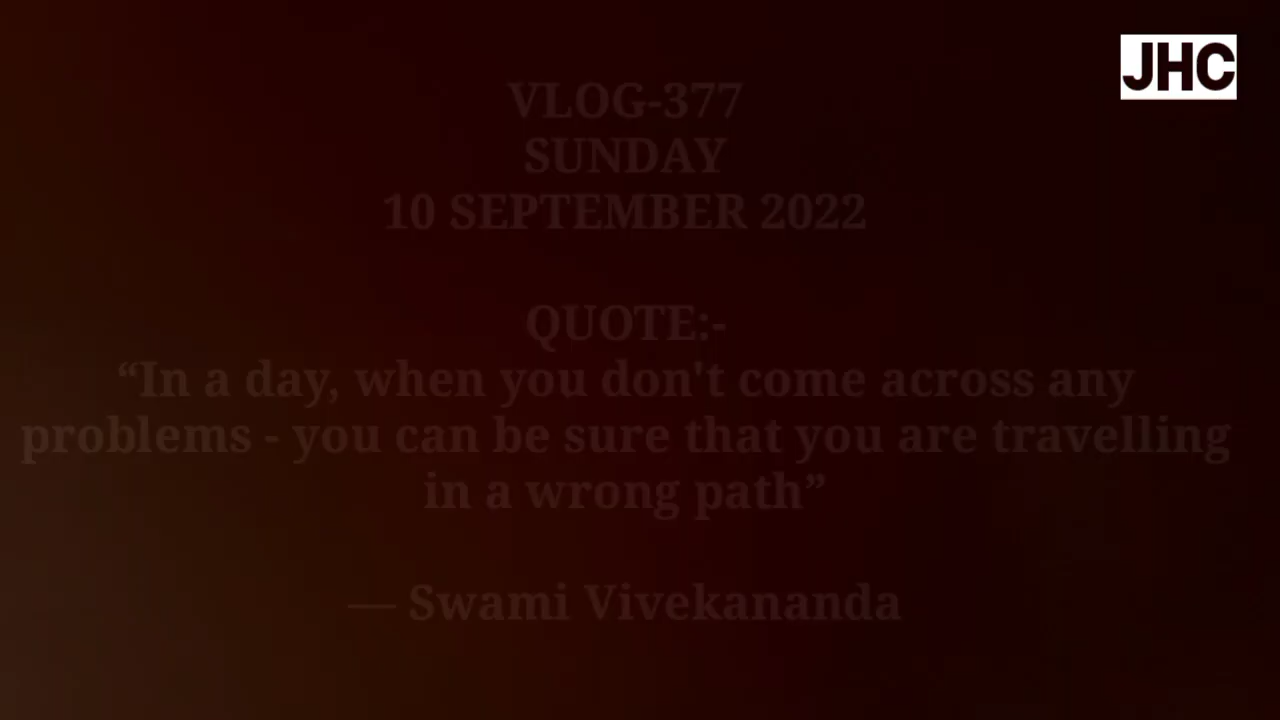 JHC
VLOG-377
SUNDAY
10 SEPTEMBER 2022
QUOTE:-
“In a day, when you don't come across any
problems - you can be sure that you are travelling
in a wrong path”
— Swami Vivekananda